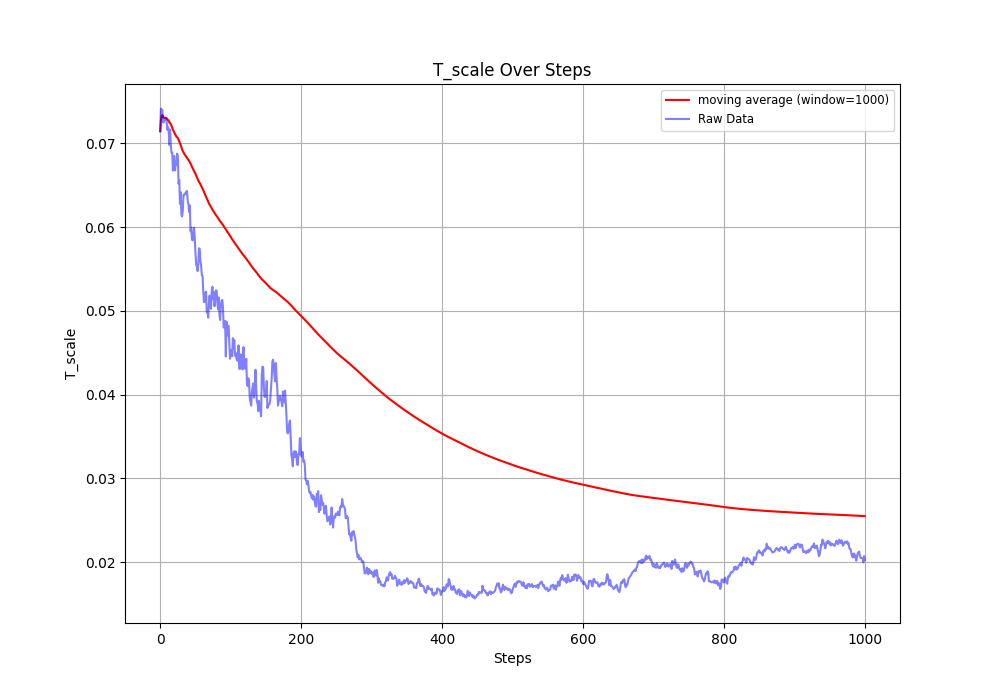 T_scale Over Steps
moving average (window=1000)
Raw Data
T_scale
0.07
0.06
0.05
0.04
0.03
0.02
0 200 400 600 800 1000
Steps